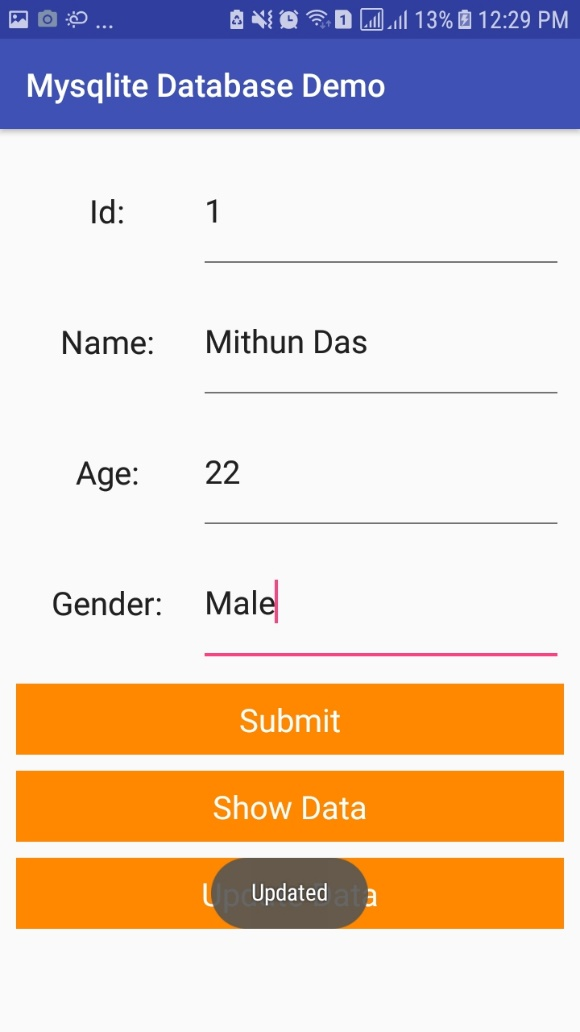 ... 1 13% 12:29 PM
Mysqlite Database Demo
Id: 1
Name: Mithun Das
Age: 22
Gender: Male
Submit
Show Data
Updated